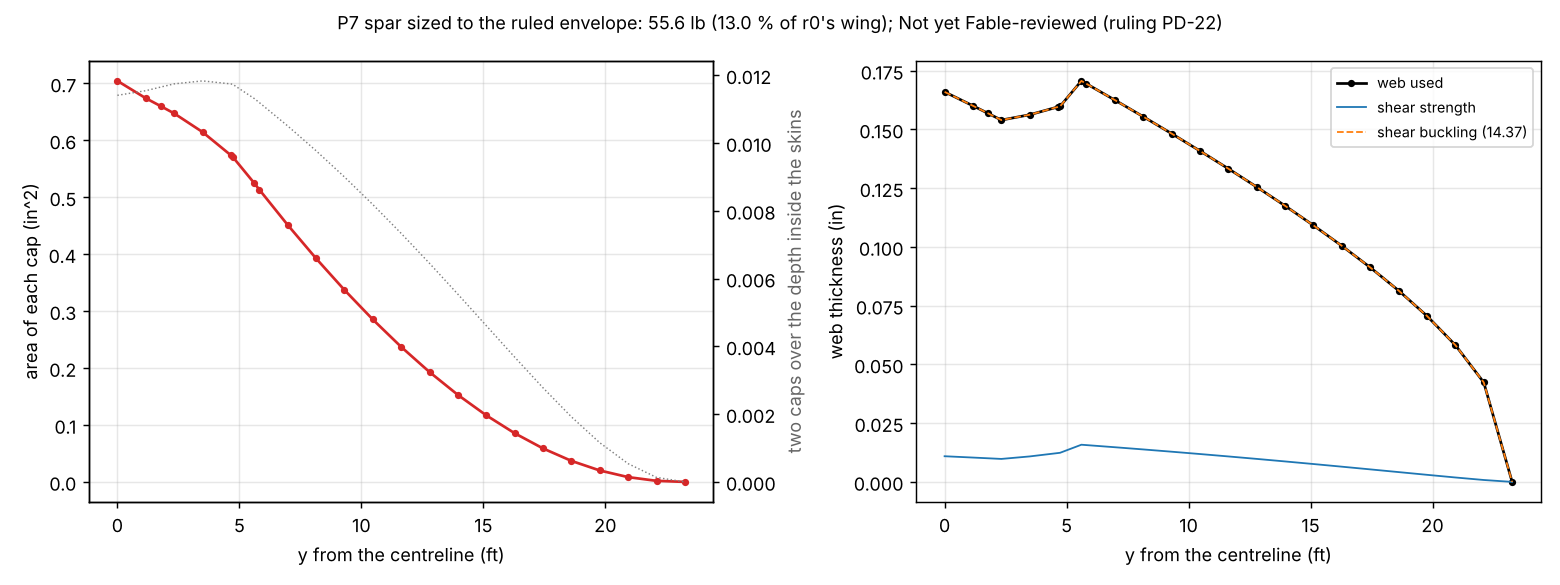 P7 spar sized to the ruled envelope: 55.6 lb (13.0 % of r0's wing); Not yet Fable-reviewed (ruling PD-22)
area of each cap (in^2)
0.7
0.6
0.5
0.4
0.3
0.2
0.1
0.0
0 5 10 15 20
y from the centreline (ft)
0.012
0.010
0.008
0.006
0.004
0.002
0.000
two caps over the depth inside the skins
web thickness (in)
0.175
0.150
0.125
0.100
0.075
0.050
0.025
0.000
0 5 10 15 20
y from the centreline (ft)
web used
shear strength
shear buckling (14.37)